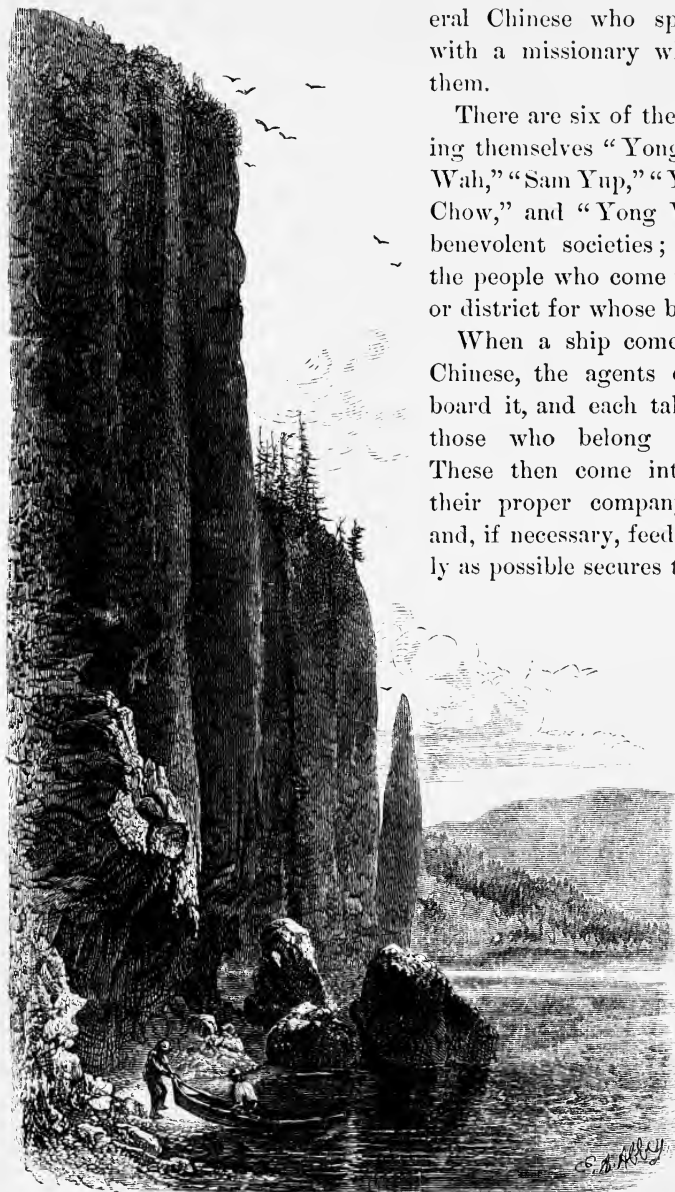 eral Chinese who sp
with a missionary w
them.
There are six of the
ing themselves “Yong
Wah,” “Sam Yup,” “Y
Chow,” and “Yong Y
benevolent societies;
the people who come
or district for whose b
When a ship come
Chinese, the agents o
board it, and each tal
those who belong
These then come int
their proper company
and, if necessary, feed
ly as possible secures t
E. A. Abbey